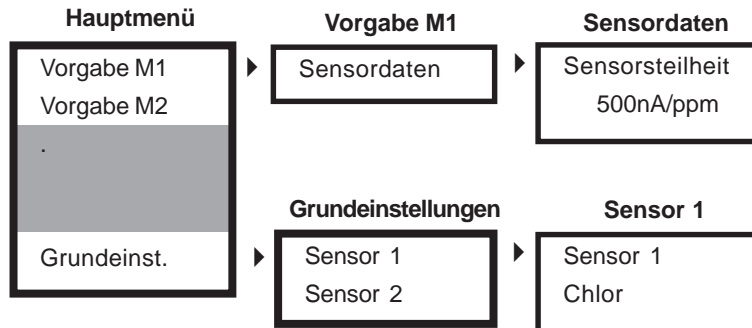 Hauptmenü
Vorgabe M1
Vorgabe M2
.
Grundeinst.
Vorgabe M1
Sensordaten
Sensordaten
Sensorsteilheit
500nA/ppm
Grundeinstellungen
Sensor 1
Sensor 2
Sensor 1
Sensor 1
Chlor